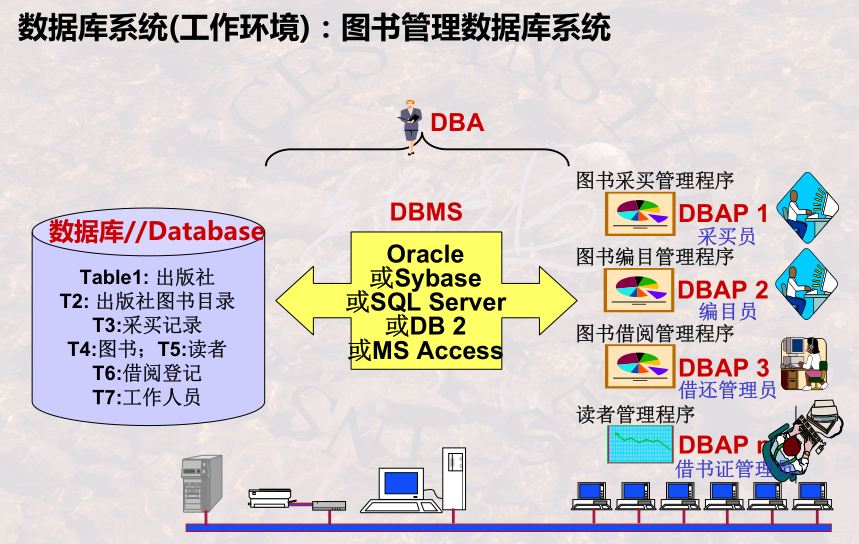 数据库系统(工作环境)：图书管理数据库系统
DBA
数据库//Database
Table1: 出版社
T2: 出版社图书目录
T3:采买记录
T4:图书；T5:读者
T6:借阅登记
T7:工作人员
DBMS
Oracle
或Sybase
或SQL Server
或DB 2
或MS Access
图书采买管理程序
DBAP 1
采买员
图书编目管理程序
DBAP 2
编目员
图书借阅管理程序
DBAP 3
借还管理员
读者管理程序
DBAP n
借书证管理员